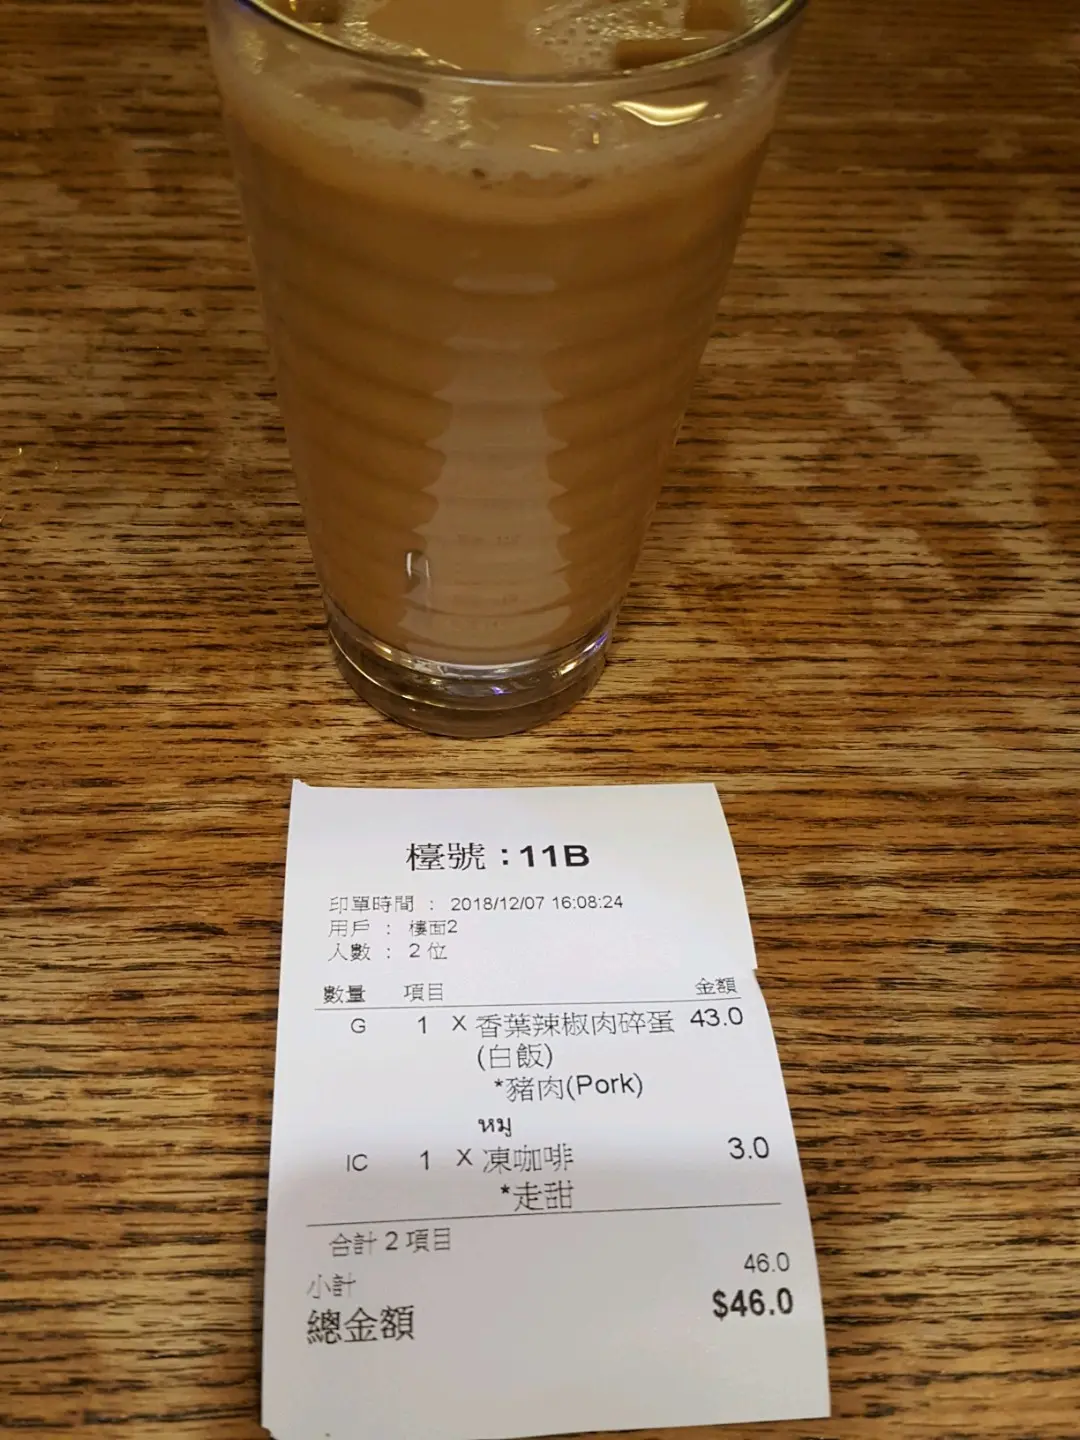 檯號：11B
印單時間 ： 2018/12/07 16:08:24
用戶 ： 樓面2
人數 ： 2 位
數量 項目 金額
G 1 X 香葉辣椒肉碎蛋 43.0
(白飯)
*豬肉(Pork)
หมู
IC 1 X 凍咖啡 3.0
*走甜
合計 2 項目
小計 46.0
總金額 $46.0